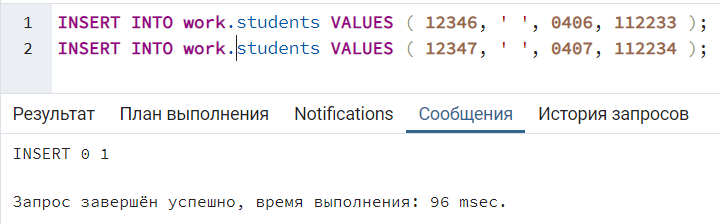 1 INSERT INTO work.students VALUES ( 12346, ' ', 0406, 112233 );
2 INSERT INTO work.students VALUES ( 12347, ' ', 0407, 112234 );
Результат План выполнения Notifications Сообщения История запросов
INSERT 0 1
Запрос завершён успешно, время выполнения: 96 msec.